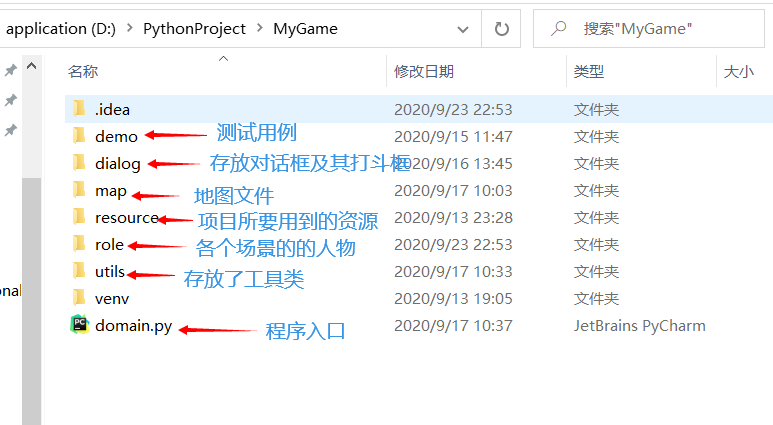 application (D:) > PythonProject > MyGame
搜索"MyGame"
名称 修改日期 类型 大小
.idea 2020/9/23 22:53 文件夹
demo 测试用例 2020/9/15 11:47 文件夹
dialog 存放对话框及其打斗框 2020/9/16 13:45 文件夹
map 地图文件 2020/9/17 10:03 文件夹
resource 项目所要用到的资源 2020/9/13 23:28 文件夹
role 各个场景的的人物 2020/9/23 22:53 文件夹
utils 存放了工具类 2020/9/17 10:33 文件夹
onal
venv 2020/9/13 19:05 文件夹
domain.py 程序入口 2020/9/17 10:37 JetBrains PyCharm